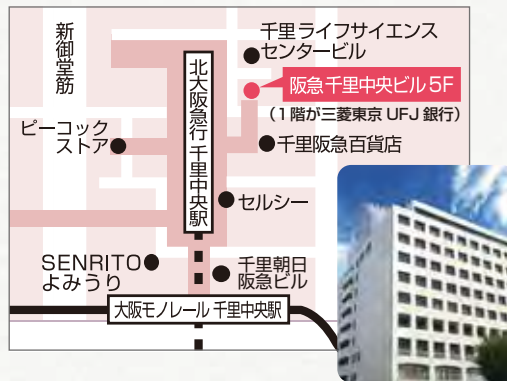 新御堂筋
千里ライフサイエンス
センタービル
阪急千里中央ビル5F
(1階が三菱東京UFJ銀行)
北大阪急行 千里中央駅
ピーコック
ストア
千里阪急百貨店
セルシー
SENRITO
よみうり
千里朝日
阪急ビル
大阪モノレール 千里中央駅